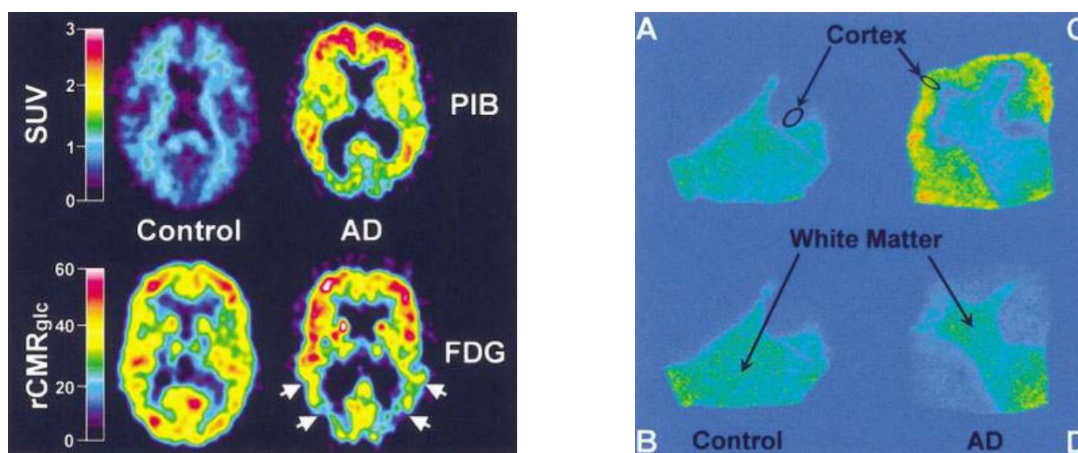 3
SUV
2
1
0
PIB
Control
AD
60
rCMRglc
40
20
0
FDG
A
Cortex
C
White Matter
B
Control
AD
D